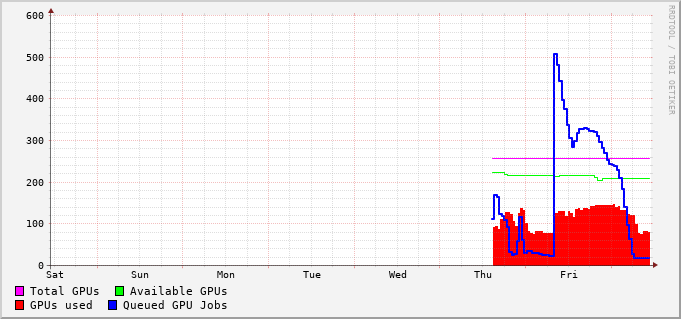 RRDTOOL / TOBI OETIKER
600
500
400
300
200
100
0
Sat Sun Mon Tue Wed Thu Fri
Total GPUs Available GPUs
GPUs used Queued GPU Jobs